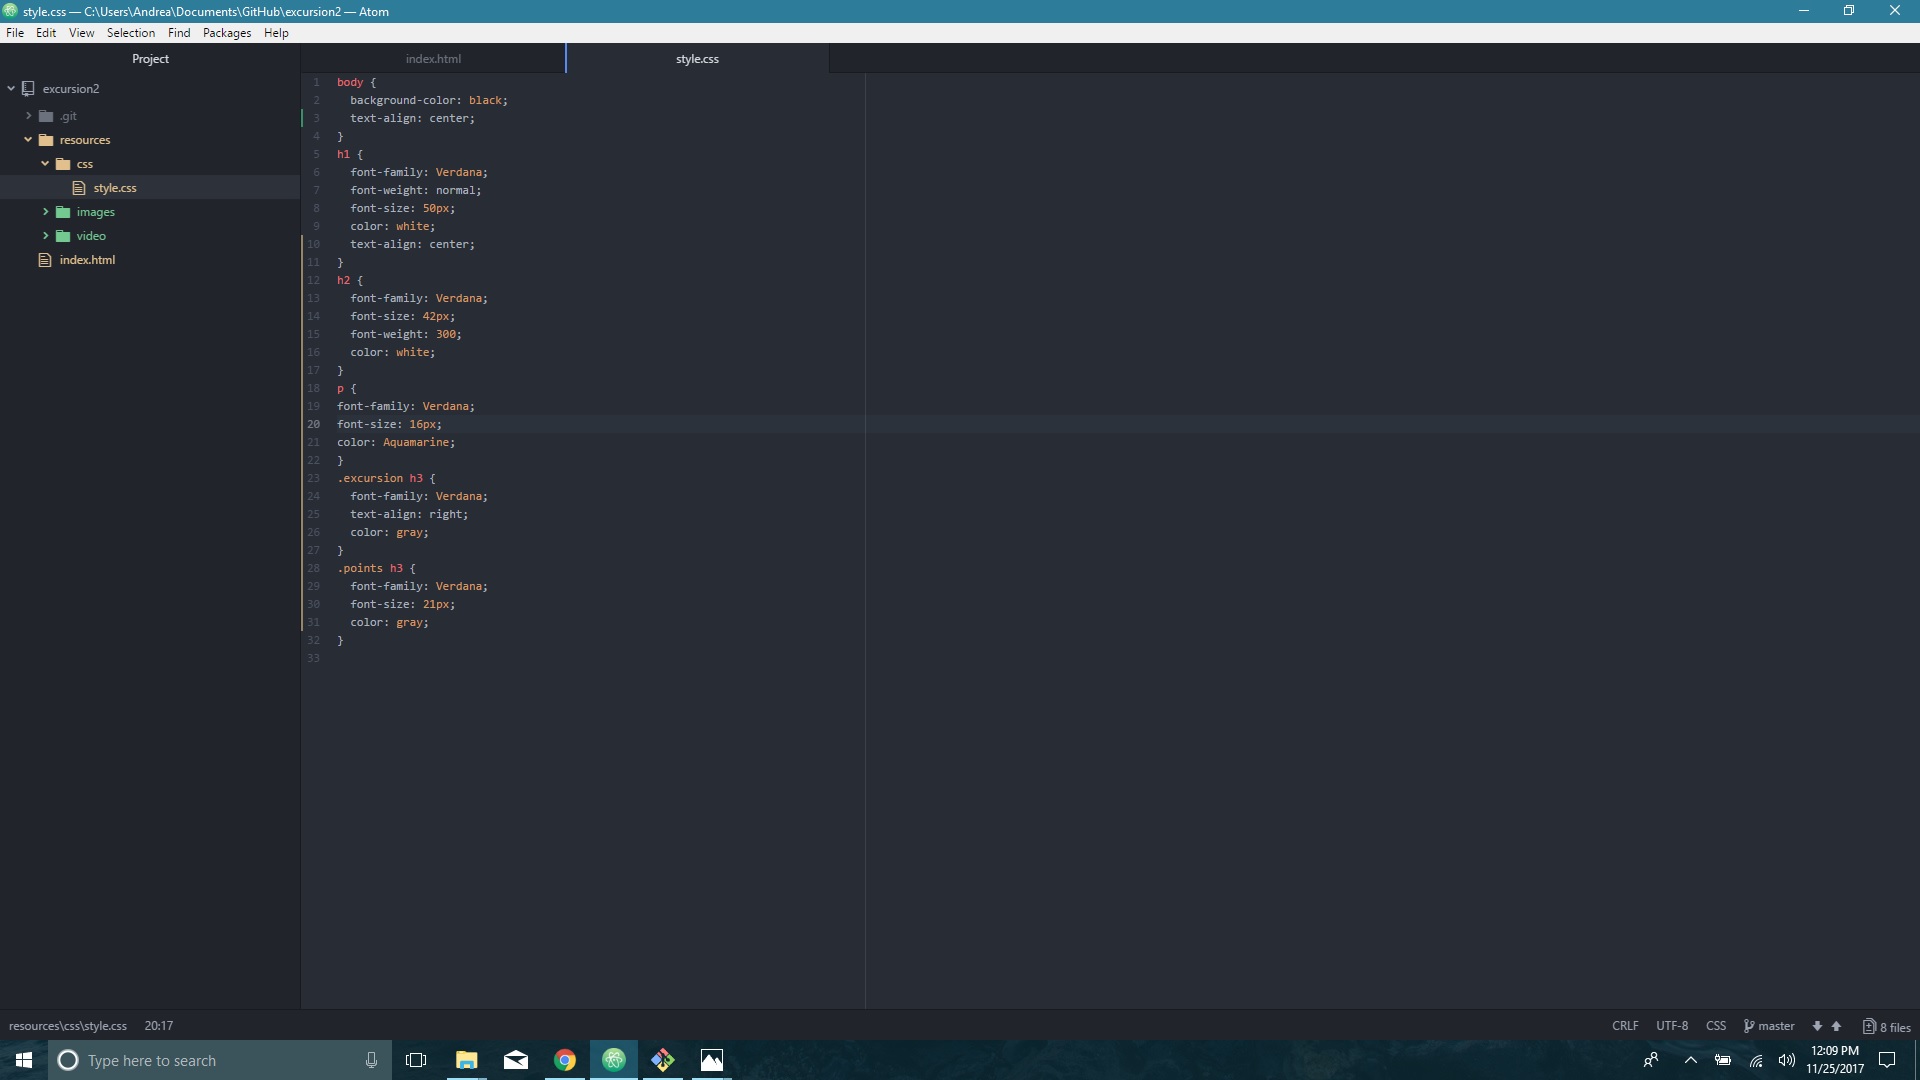 style.css — C:\Users\Andrea\Documents\GitHub\excursion2 — Atom
File Edit View Selection Find Packages Help
Project
index.html
style.css
excursion2
.git
resources
css
style.css
images
video
index.html
1 body {
2 background-color: black;
3 text-align: center;
4 }
5 h1 {
6 font-family: Verdana;
7 font-weight: normal;
8 font-size: 50px;
9 color: white;
10 text-align: center;
11 }
12 h2 {
13 font-family: Verdana;
14 font-size: 42px;
15 font-weight: 300;
16 color: white;
17 }
18 p {
19 font-family: Verdana;
20 font-size: 16px;
21 color: Aquamarine;
22 }
23 .excursion h3 {
24 font-family: Verdana;
25 text-align: right;
26 color: gray;
27 }
28 .points h3 {
29 font-family: Verdana;
30 font-size: 21px;
31 color: gray;
32 }
33
resources\css\style.css 20:17
CRLF UTF-8 CSS master 8 files
Type here to search
12:09 PM
11/25/2017